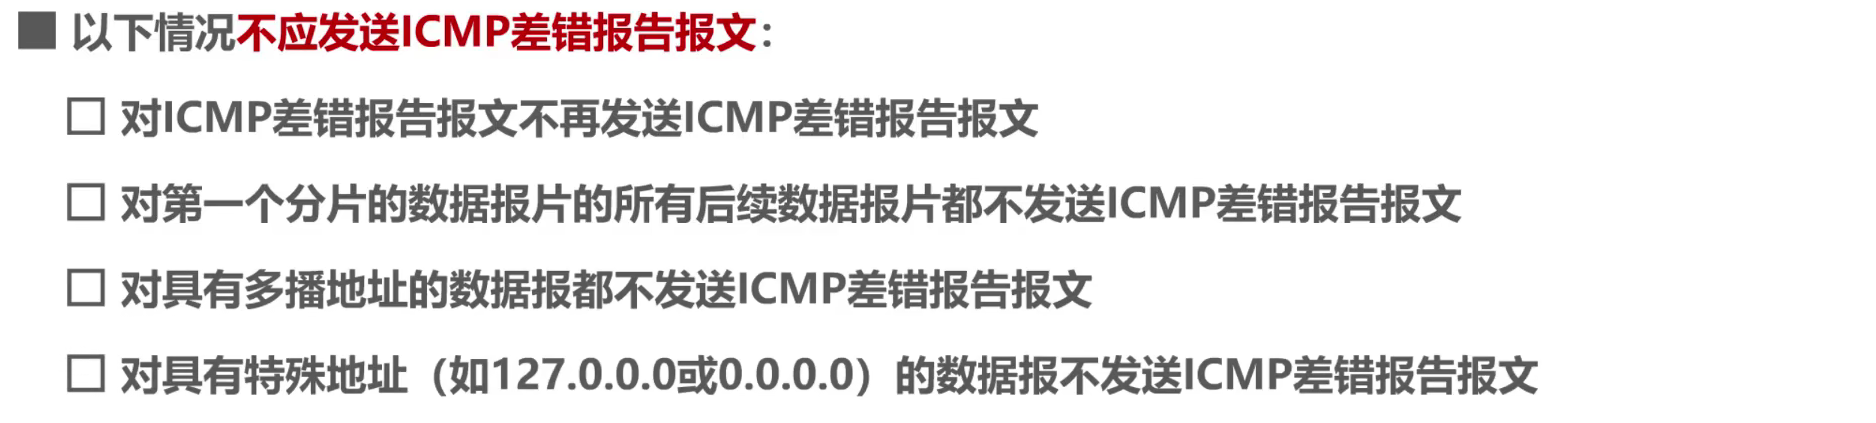 ■ 以下情况不应发送ICMP差错报告报文：
□ 对ICMP差错报告报文不再发送ICMP差错报告报文
□ 对第一个分片的数据报片的所有后续数据报片都不发送ICMP差错报告报文
□ 对具有多播地址的数据报都不发送ICMP差错报告报文
□ 对具有特殊地址（如127.0.0.0或0.0.0.0）的数据报不发送ICMP差错报告报文